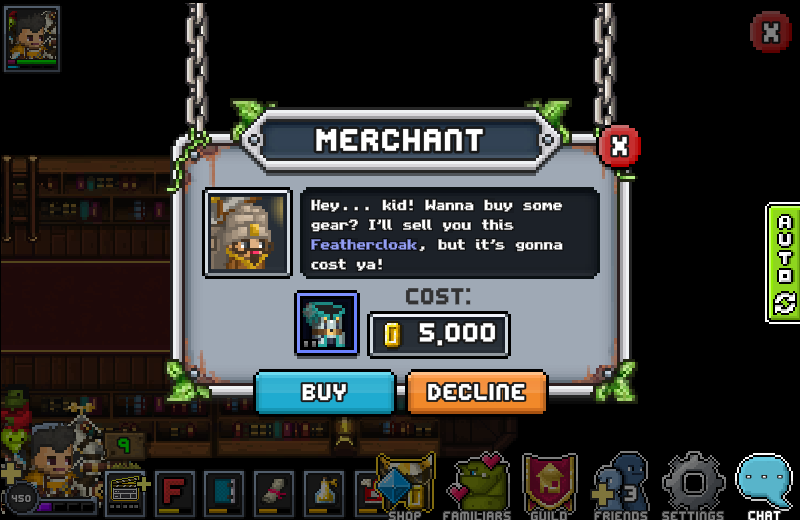 MERCHANT
X
X
Hey... kid! Wanna buy some
gear? I'll sell you this
Feathercloak, but it's gonna
cost ya!
COST:
5,000
BUY
DECLINE
AUTO
9
450
F
3
SHOP
FAMILIARS
GUILD
FRIENDS
SETTINGS
CHAT